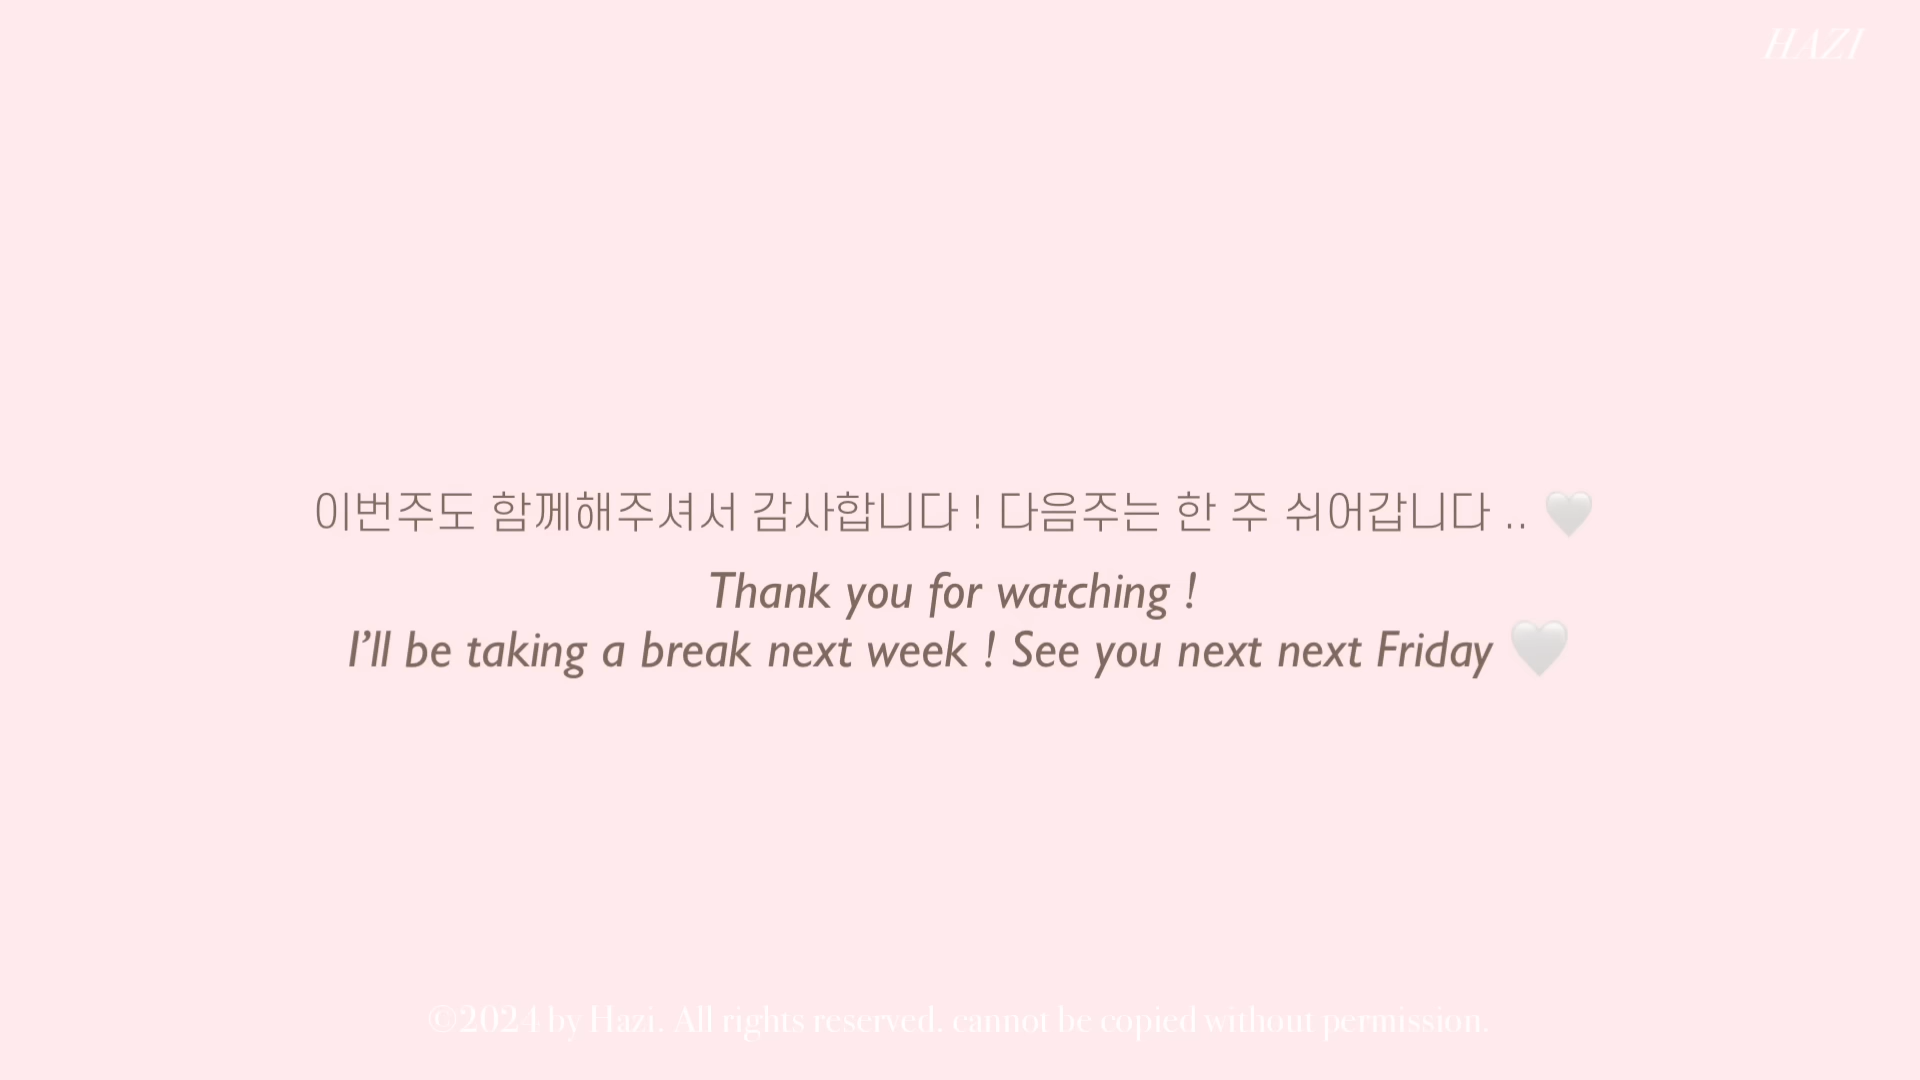 HAZI
이번주도 함께해주셔서 감사합니다 ! 다음주는 한 주 쉬어갑니다 .. 🤍
Thank you for watching !
I’ll be taking a break next week ! See you next next Friday 🤍
©2024 by Hazi. All rights reserved. cannot be copied without permission.